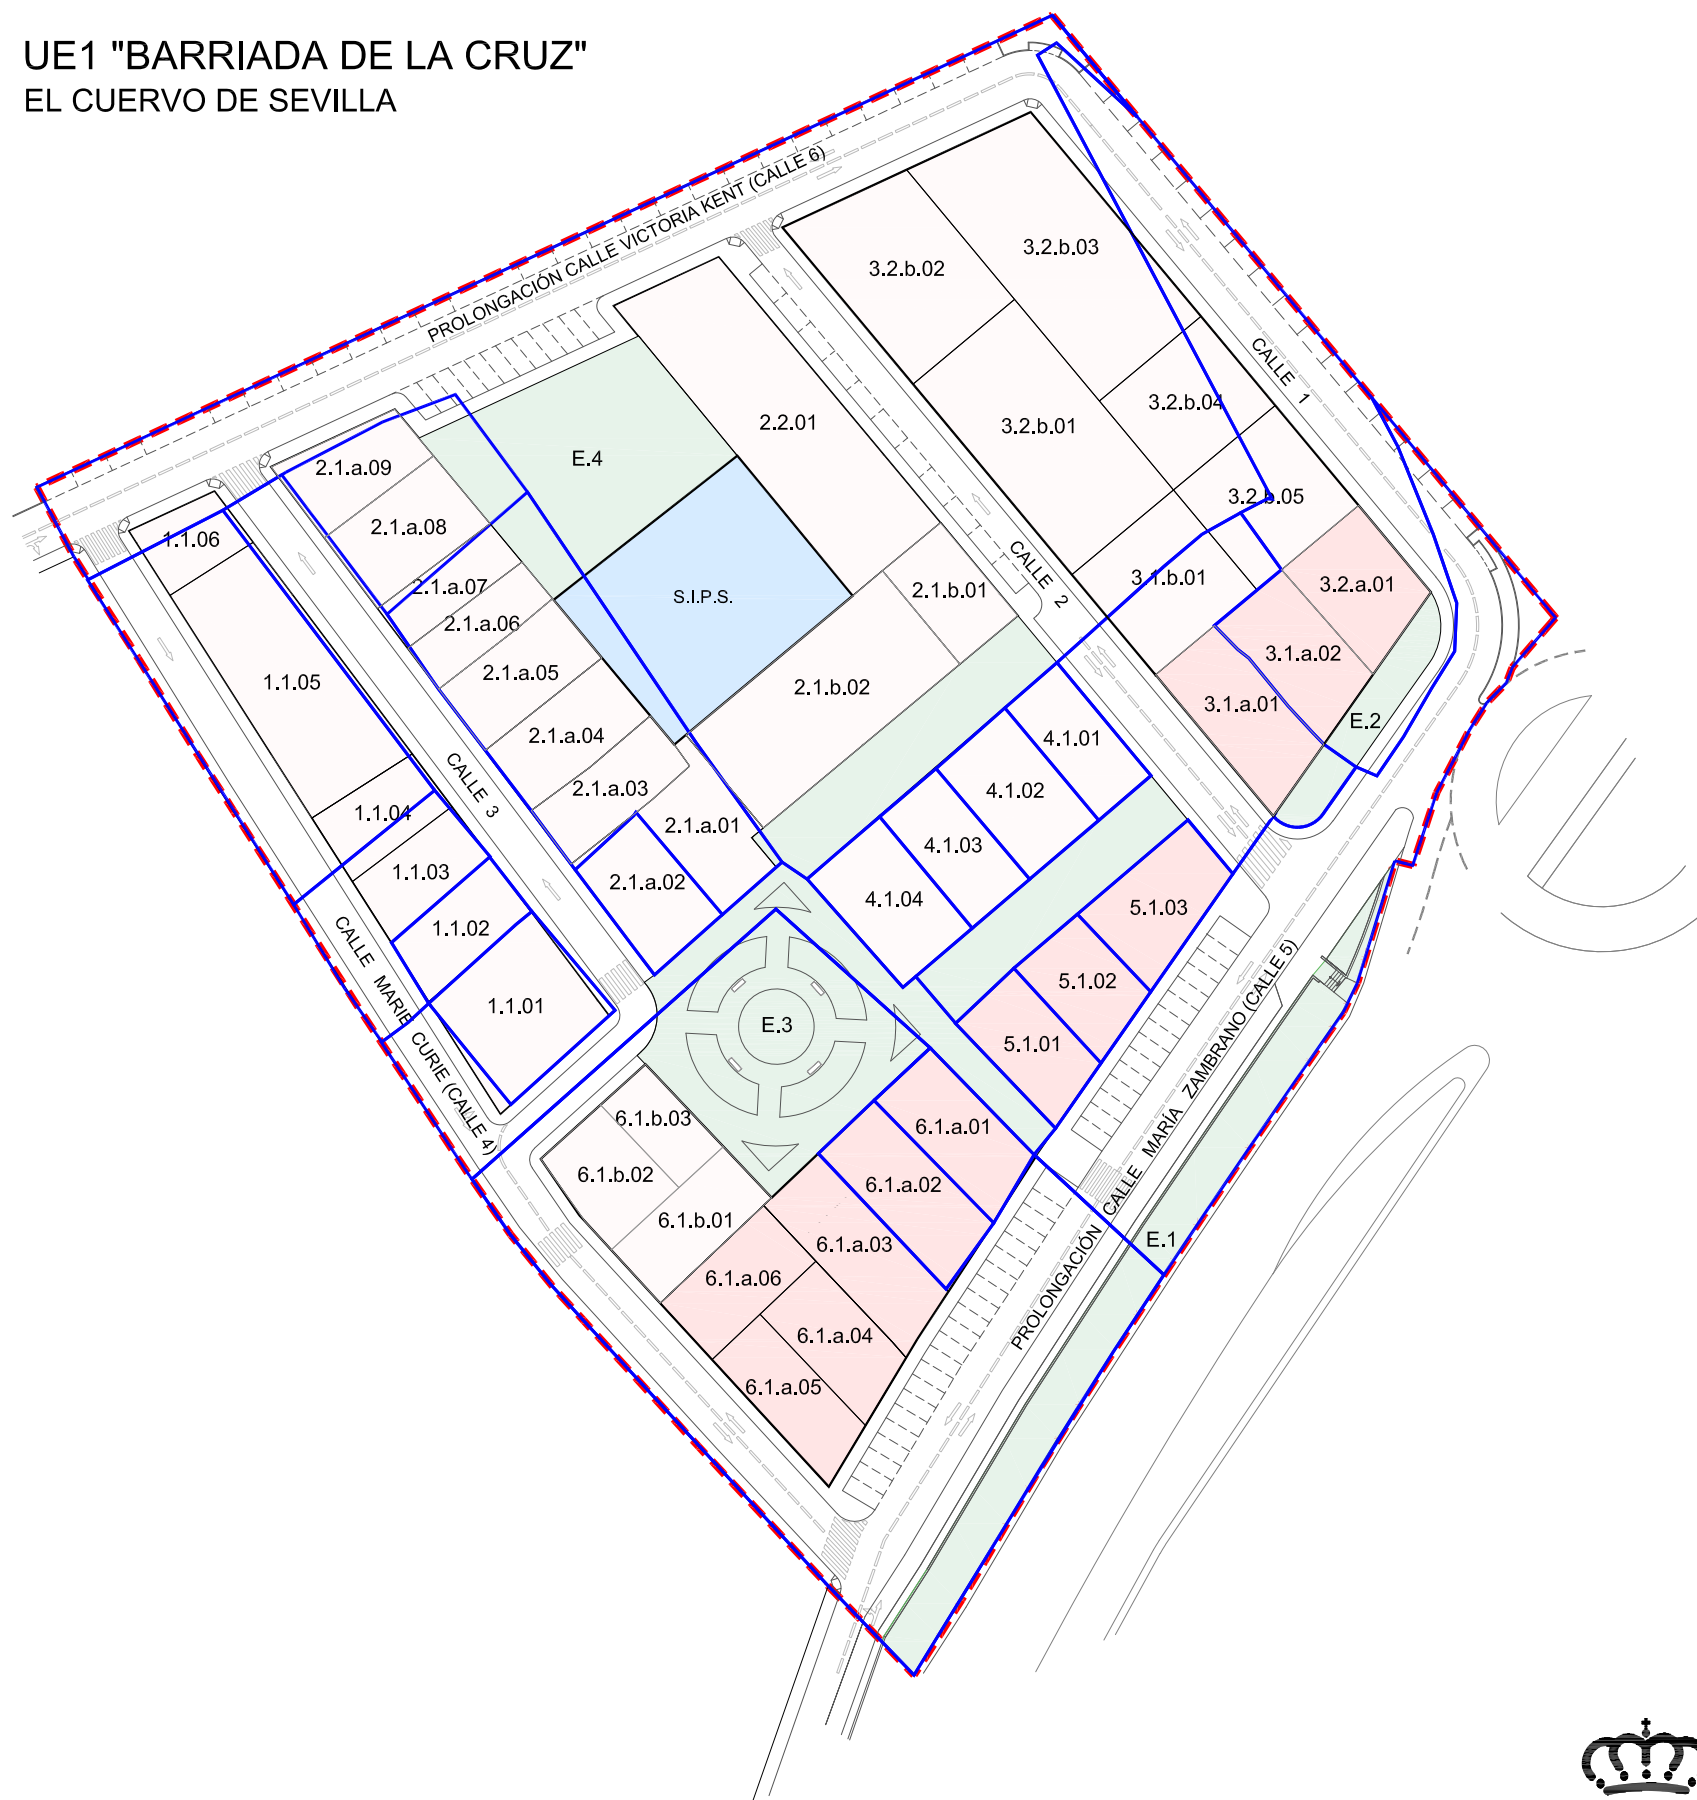 UE1 "BARRIADA DE LA CRUZ"
EL CUERVO DE SEVILLA
PROLONGACIÓN CALLE VICTORIA KENT (CALLE 6)
3.2.b.03
3.2.b.02
CALLE 1
3.2.b.04
3.2.b.01
2.2.01
E.4
2.1.a.09
3.2.b.05
2.1.a.08
1.1.06
CALLE 2
3.1.b.01
3.2.a.01
2.1.a.07
2.1.b.01
S.I.P.S.
2.1.a.06
3.1.a.02
2.1.a.05
1.1.05
2.1.b.02
3.1.a.01
E.2
2.1.a.04
4.1.01
CALLE 3
2.1.a.03
4.1.02
1.1.04
2.1.a.01
4.1.03
1.1.03
2.1.a.02
4.1.04
5.1.03
1.1.02
CALLE MARIE CURIE (CALLE 4)
5.1.02
1.1.01
E.3
5.1.01
PROLONGACIÓN CALLE MARÍA ZAMBRANO (CALLE 5)
6.1.b.03
6.1.a.01
6.1.b.02
6.1.a.02
6.1.b.01
E.1
6.1.a.03
6.1.a.06
6.1.a.04
6.1.a.05